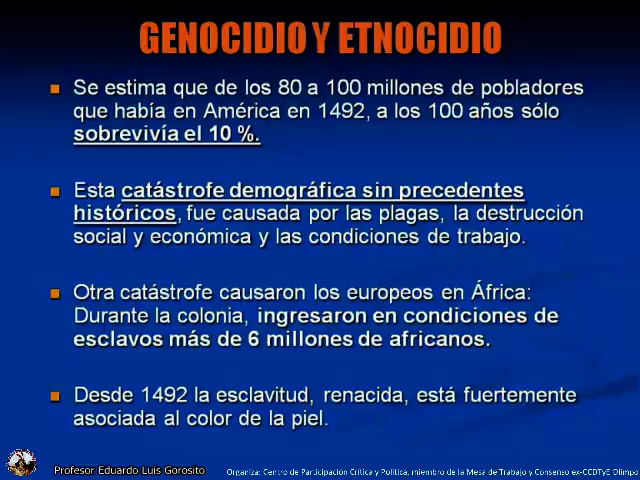 GENOCIDIO Y ETNOCIDIO
Se estima que de los 80 a 100 millones de pobladores
que había en América en 1492, a los 100 años sólo
sobrevivía el 10 %.
Esta catástrofe demográfica sin precedentes
históricos, fue causada por las plagas, la destrucción
social y económica y las condiciones de trabajo.
Otra catástrofe causaron los europeos en África:
Durante la colonia, ingresaron en condiciones de
esclavos más de 6 millones de africanos.
Desde 1492 la esclavitud, renacida, está fuertemente
asociada al color de la piel.
Profesor Eduardo Luis Gorosito
Organiza: Centro de Participación Crítica y Política, miembro de la Mesa de Trabajo y Consenso ex-CCDTyE Olimpo